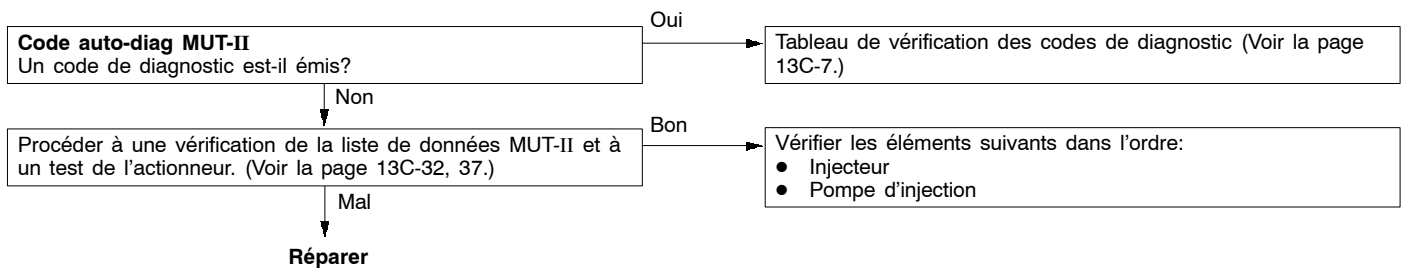 Code auto-diag MUT-II
Un code de diagnostic est-il émis?
Oui
Tableau de vérification des codes de diagnostic (Voir la page
13C-7.)
Non
Procéder à une vérification de la liste de données MUT-II et à
un test de l'actionneur. (Voir la page 13C-32, 37.)
Bon
Vérifier les éléments suivants dans l'ordre:
● Injecteur
● Pompe d'injection
Mal
Réparer